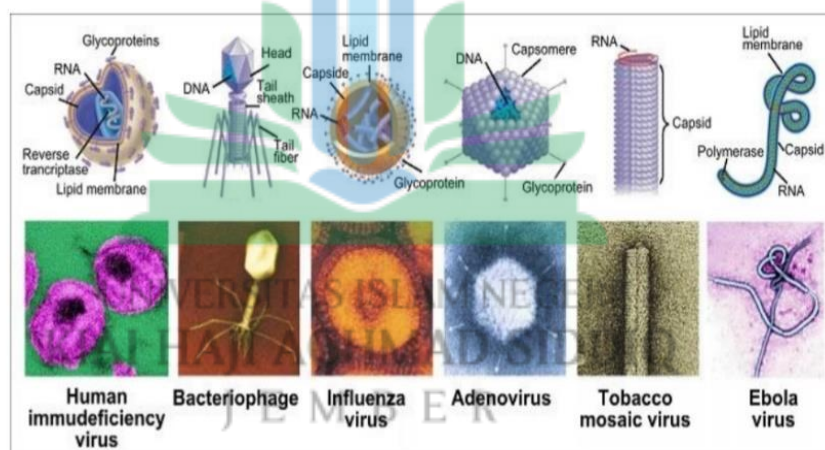 Glycoproteins
RNA
Capsid
Reverse
trancriptase
Lipid membrane
Head
DNA
Tail
sheath
Tail
fiber
Lipid
membrane
Capside
RNA
Glycoprotein
DNA
Capsomere
Glycoprotein
RNA
Capsid
Lipid
membrane
Polymerase
Capsid
RNA
UNIVERSITAS ISLAM NEGERI
KIAI HAJI ACHMAD SIDDIQ
JEMBER
Human
immudeficiency
virus
Bacteriophage
Influenza
virus
Adenovirus
Tobacco
mosaic virus
Ebola
virus